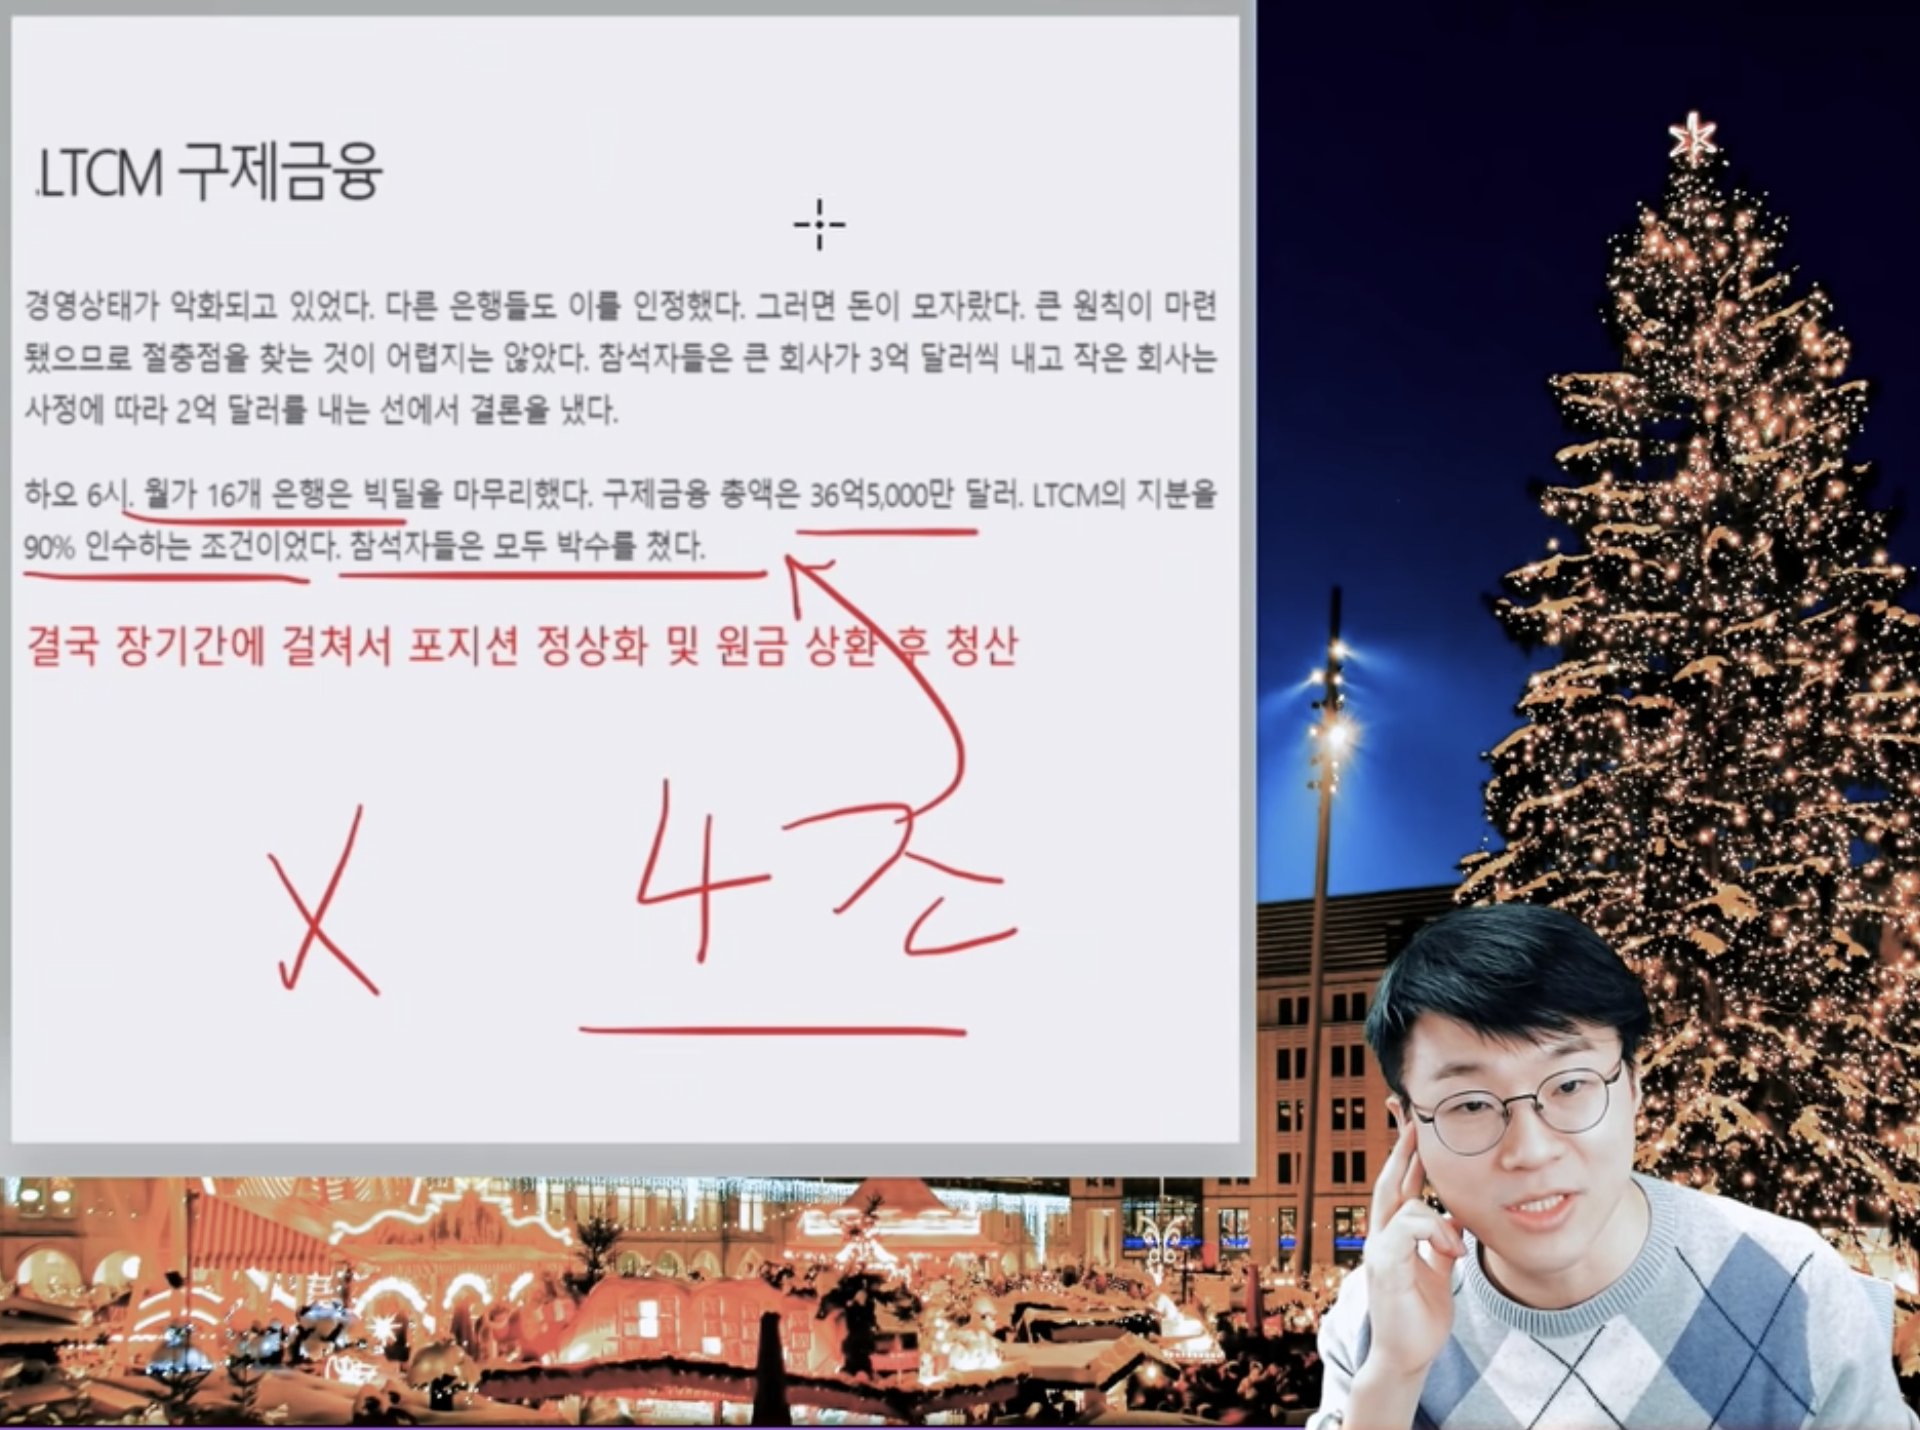 .LTCM 구제금융
경영상태가 악화되고 있었다. 다른 은행들도 이를 인정했다. 그러면 돈이 모자랐다. 큰 원칙이 마련
됐으므로 절충점을 찾는 것이 어렵지는 않았다. 참석자들은 큰 회사가 3억 달러씩 내고 작은 회사는
사정에 따라 2억 달러를 내는 선에서 결론을 냈다.
하오 6시. 월가 16개 은행은 빅딜을 마무리했다. 구제금융 총액은 36억5,000만 달러. LTCM의 지분을
90% 인수하는 조건이었다. 참석자들은 모두 박수를 쳤다.
결국 장기간에 걸쳐서 포지션 정상화 및 원금 상환 후 청산
X 4조